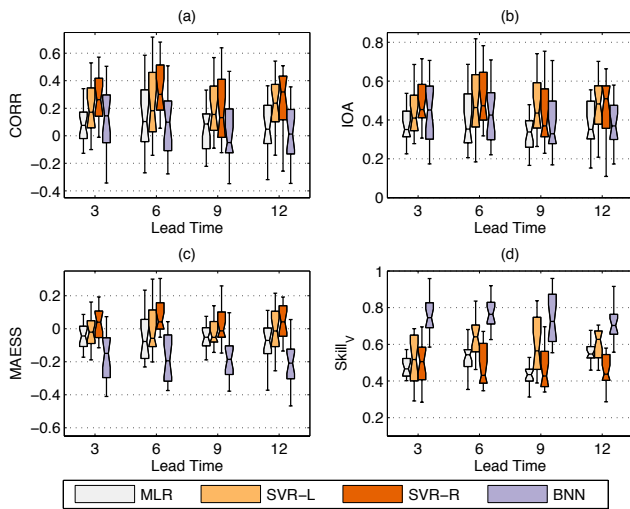 (a)
0.6
0.4
0.2
0
−0.2
−0.4
CORR
3
6
9
12
Lead Time
(b)
0.8
0.6
0.4
0.2
0
IOA
3
6
9
12
Lead Time
(c)
0.2
0
−0.2
−0.4
−0.6
MAESS
3
6
9
12
Lead Time
(d)
1
0.8
0.6
0.4
0.2
Skill_V
3
6
9
12
Lead Time
MLR
SVR−L
SVR−R
BNN